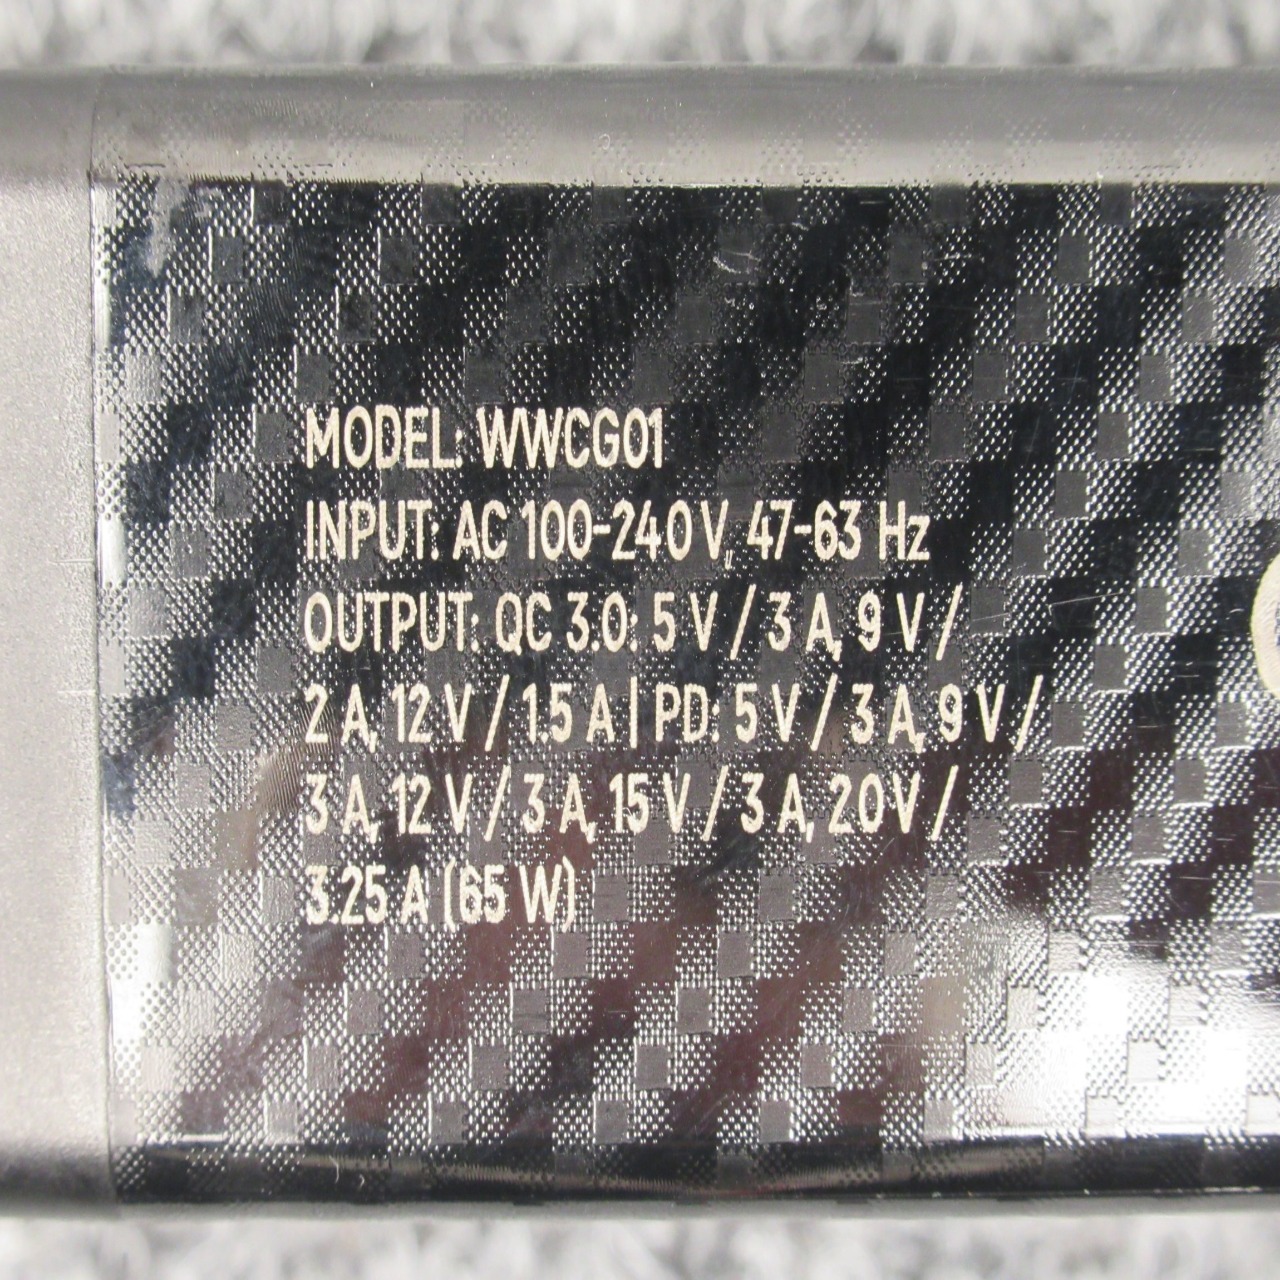 MODEL: WWCG01
INPUT: AC 100-240 V, 47-63 Hz
OUTPUT: QC 3.0: 5 V / 3 A, 9 V /
2 A, 12 V / 1.5 A | PD: 5 V / 3 A, 9 V /
3 A, 12 V / 3 A, 15 V / 3 A, 20 V /
3.25 A (65 W)